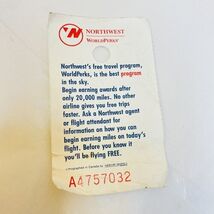 NORTHWEST
WORLDPERKS
Northwest's free travel program,
WorldPerks, is the best program
in the sky.
Begin earning awards after
only 20,000 miles. No other
airline gives you free trips
faster. Ask a Northwest agent
or flight attendant for
information on how you can
begin earning miles on today's
flight. Before you know it
you'll be flying FREE.
in Canada by
A4757032